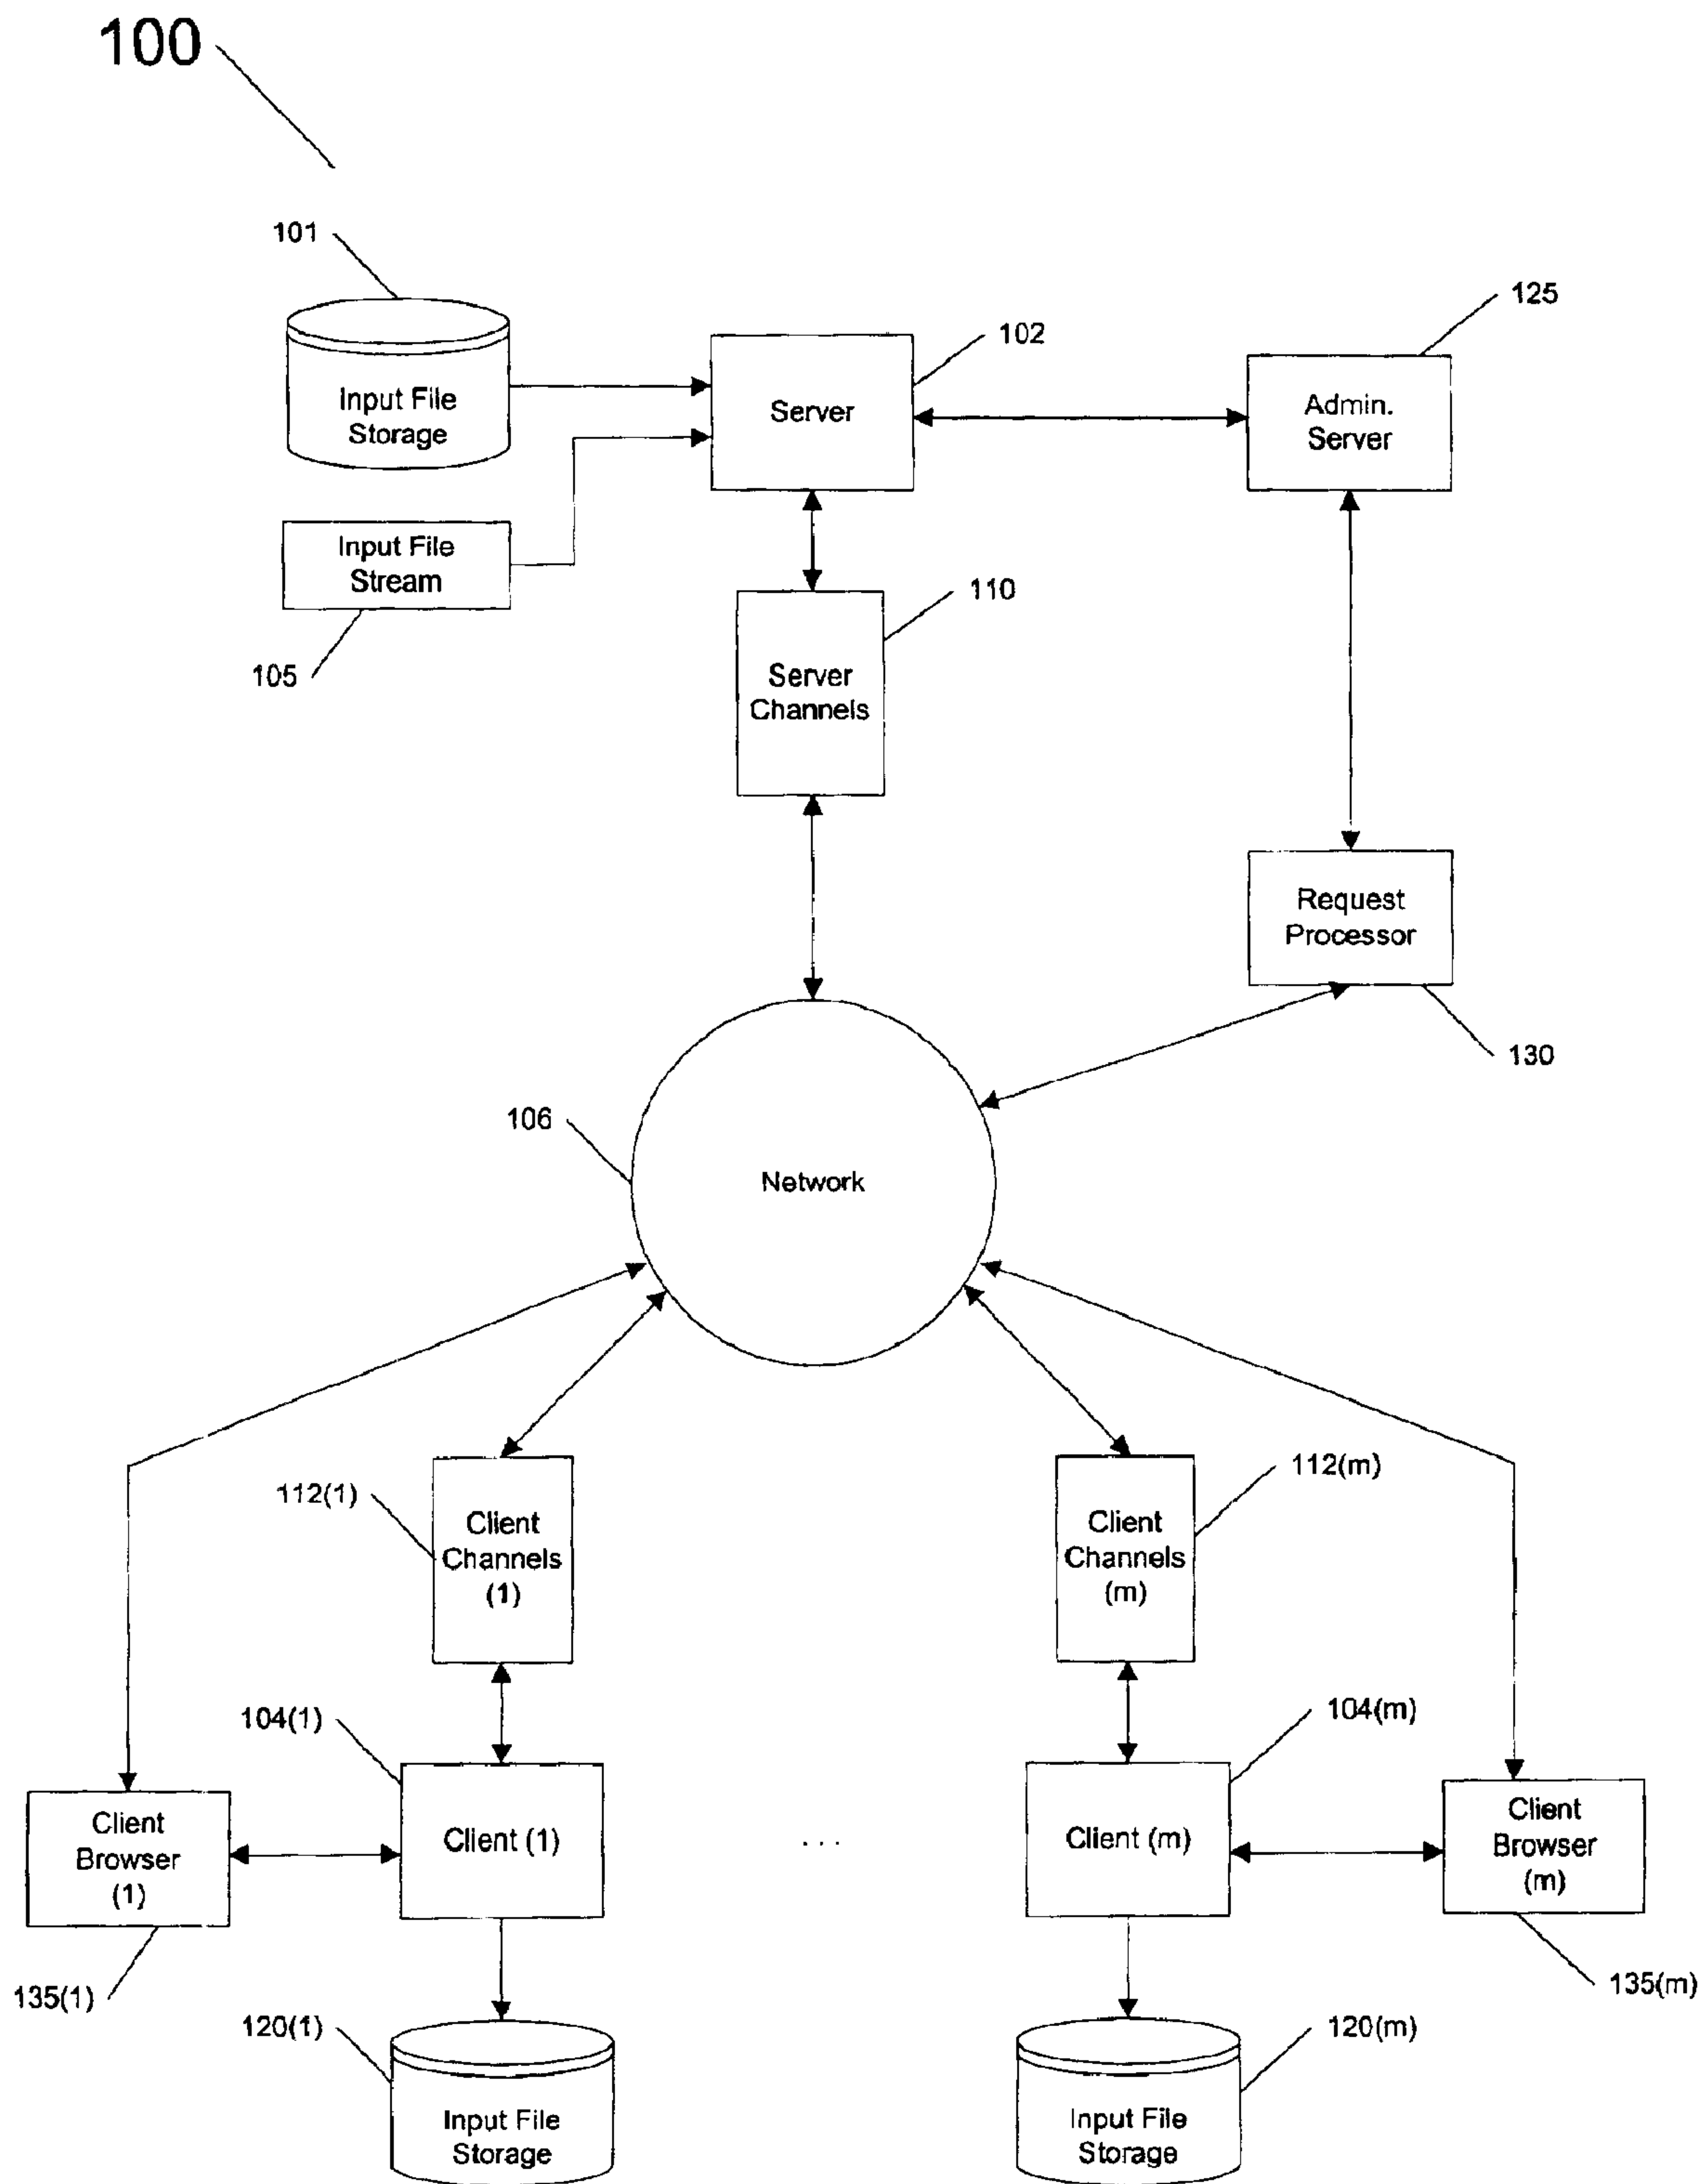 100
101
Input File
Storage
102
Server
125
Admin.
Server
Input File
Stream
105
110
Server
Channels
Request
Processor
130
106
Network
112(1)
Client
Channels
(1)
112(m)
Client
Channels
(m)
104(1)
Client (1)
104(m)
Client (m)
Client
Browser
(1)
135(1)
. . .
Client
Browser
(m)
135(m)
120(1)
Input File
Storage
120(m)
Input File
Storage